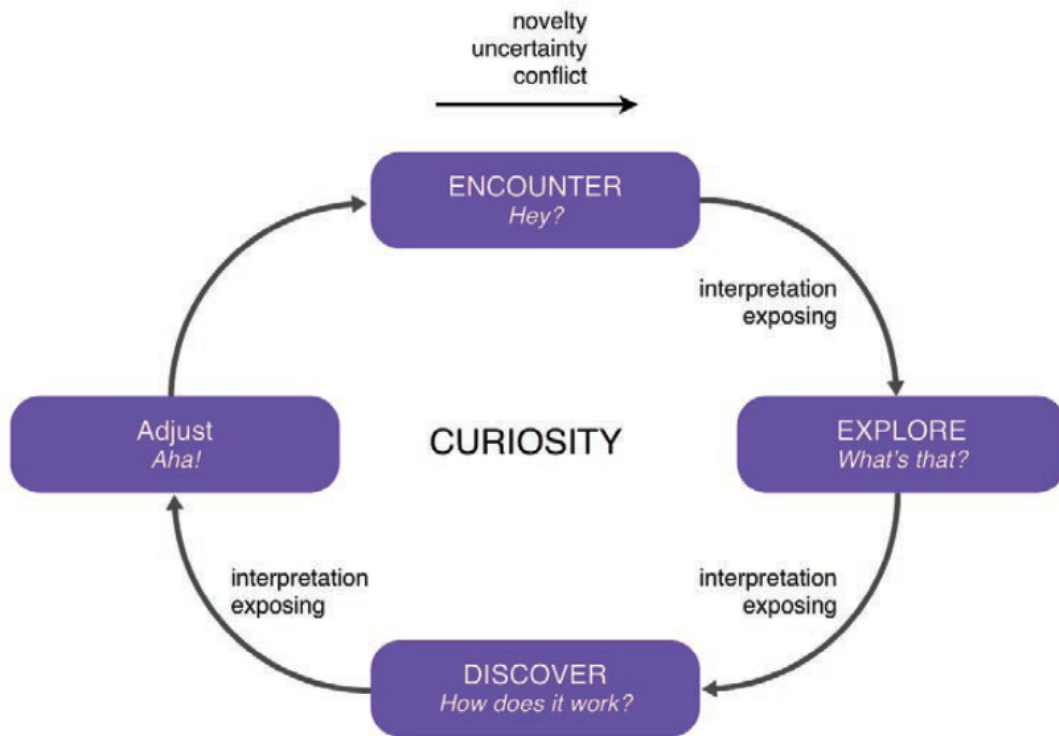 novelty
uncertainty
conflict
ENCOUNTER
Hey?
interpretation
exposing
Adjust
Aha!
CURIOSITY
EXPLORE
What's that?
interpretation
exposing
interpretation
exposing
DISCOVER
How does it work?